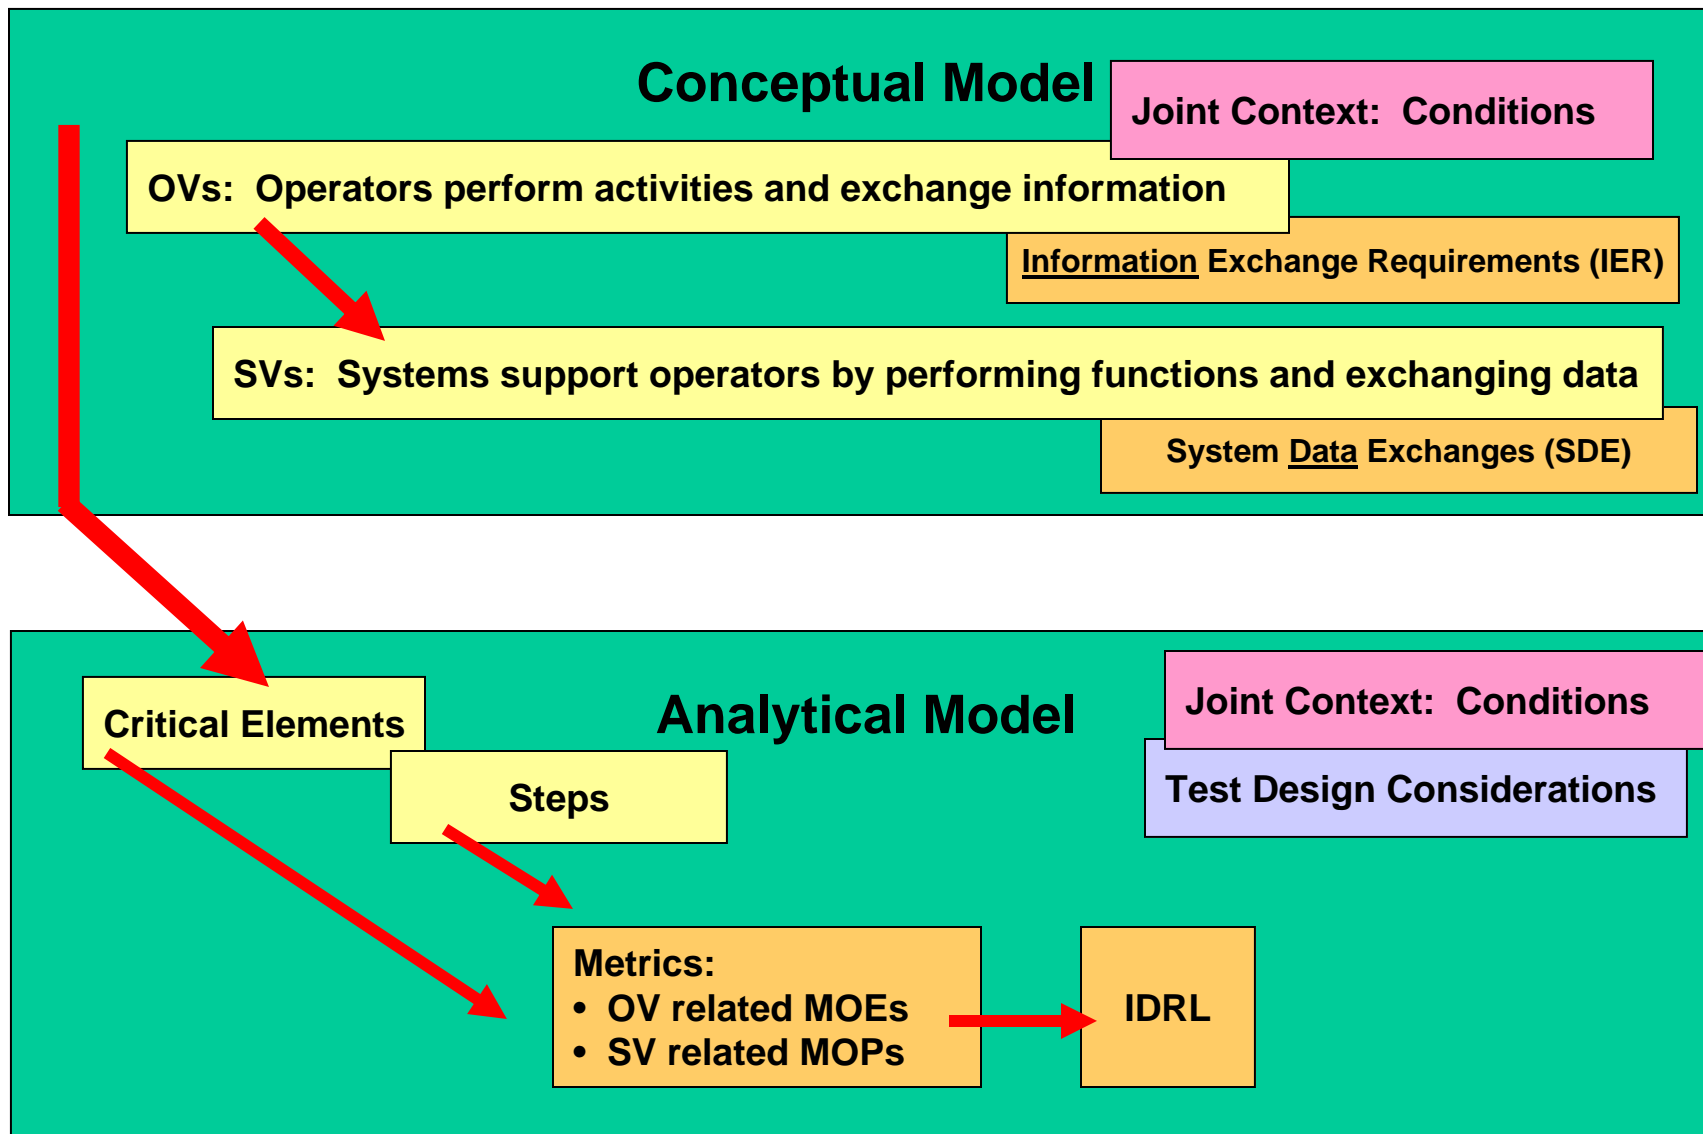 Conceptual Model
Joint Context: Conditions
OVs: Operators perform activities and exchange information
Information Exchange Requirements (IER)
SVs: Systems support operators by performing functions and exchanging data
System Data Exchanges (SDE)
Analytical Model
Joint Context: Conditions
Critical Elements
Test Design Considerations
Steps
Metrics:
• OV related MOEs
• SV related MOPs
IDRL